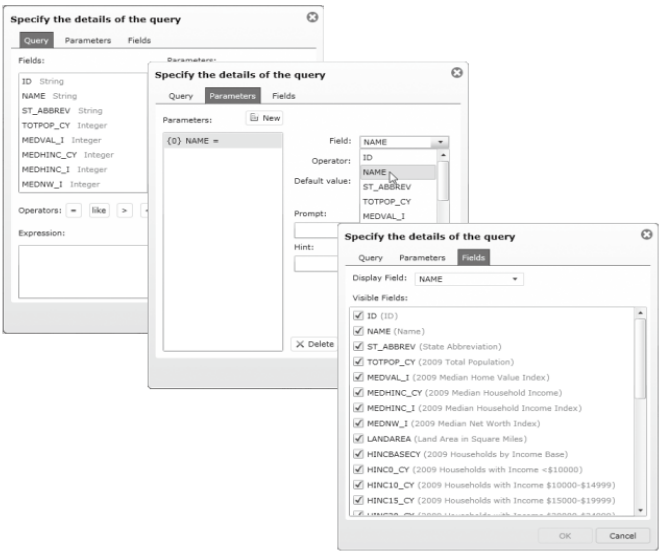 Specify the details of the query
Query Parameters Fields
Fields: Parameters:
ID String
NAME String
ST_ABBREV String
TOTPOP_CY Integer
MEDVAL_I Integer
MEDHINC_CY Integer
MEDHINC_I Integer
MEDNW_I Integer
Operators: = like >
Expression:
Specify the details of the query
Query Parameters Fields
Parameters: New
{0} NAME =
Field: NAME
Operator:
Default value:
ID
NAME
ST_ABBREV
TOTPOP_CY
MEDVAL_I
Prompt:
Hint:
Delete
Specify the details of the query
Query Parameters Fields
Display Field: NAME
Visible Fields:
ID (ID)
NAME (Name)
ST_ABBREV (State Abbreviation)
TOTPOP_CY (2009 Total Population)
MEDVAL_I (2009 Median Home Value Index)
MEDHINC_CY (2009 Median Household Income)
MEDHINC_I (2009 Median Household Income Index)
MEDNW_I (2009 Median Net Worth Index)
LANDAREA (Land Area in Square Miles)
HINCBASECY (2009 Households by Income Base)
HINC0_CY (2009 Households with Income <$10000)
HINC10_CY (2009 Households with Income $10000-$14999)
HINC15_CY (2009 Households with Income $15000-$19999)
HINC20_CY (2009 Households with Income $20000-$24999)
OK Cancel